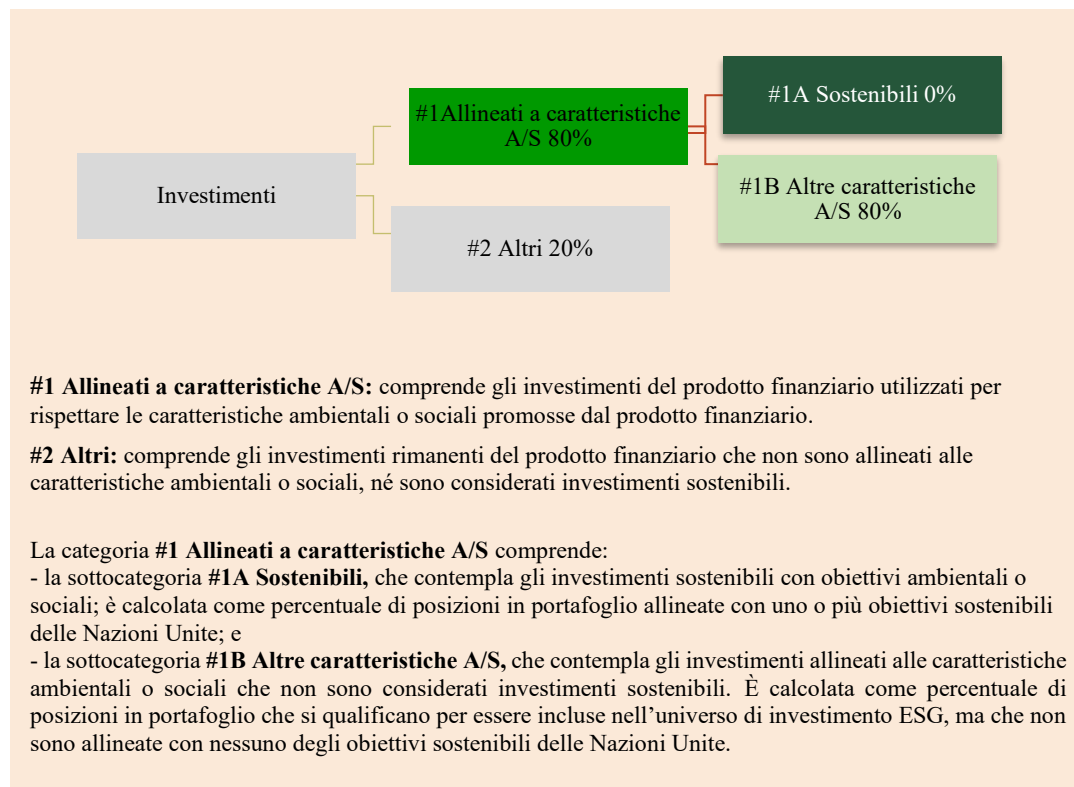 #1A Sostenibili 0%
#1Allineati a caratteristiche
A/S 80%
Investimenti
#1B Altre caratteristiche
A/S 80%
#2 Altri 20%
#1 Allineati a caratteristiche A/S: comprende gli investimenti del prodotto finanziario utilizzati per
rispettare le caratteristiche ambientali o sociali promosse dal prodotto finanziario.
#2 Altri: comprende gli investimenti rimanenti del prodotto finanziario che non sono allineati alle
caratteristiche ambientali o sociali, né sono considerati investimenti sostenibili.
La categoria #1 Allineati a caratteristiche A/S comprende:
- la sottocategoria #1A Sostenibili, che contempla gli investimenti sostenibili con obiettivi ambientali o
sociali; è calcolata come percentuale di posizioni in portafoglio allineate con uno o più obiettivi sostenibili
delle Nazioni Unite; e
- la sottocategoria #1B Altre caratteristiche A/S, che contempla gli investimenti allineati alle caratteristiche
ambientali o sociali che non sono considerati investimenti sostenibili. È calcolata come percentuale di
posizioni in portafoglio che si qualificano per essere incluse nell’universo di investimento ESG, ma che non
sono allineate con nessuno degli obiettivi sostenibili delle Nazioni Unite.